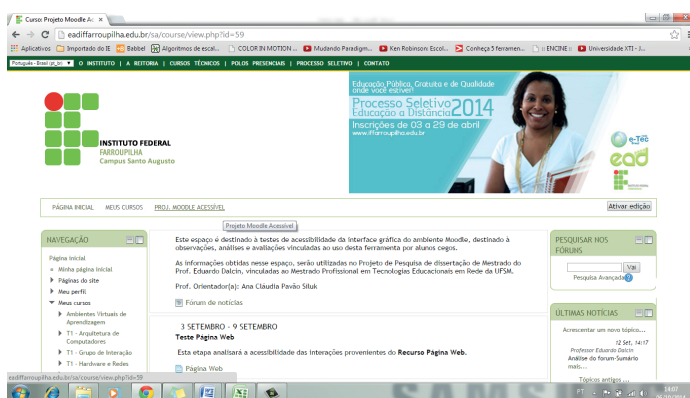 Curso: Projeto Moodle Ac
eadiffarroupilha.edu.br/sa/course/view.php?id=59
Aplicativos Importado do IE Babbel Algoritmos de escal... COLOR IN MOTION ... Mudando Paradigm... Ken Robinson: Escol... Conheça 5 ferramen... :: ENCINE :: Universidade XTI - J...
Português - Brasil (pt_br) O INSTITUTO | A REITORIA | CURSOS TÉCNICOS | POLOS PRESENCIAIS | PROCESSO SELETIVO | CONTATO
Educação Pública, Gratuita e de Qualidade
onde você estiver!
Processo Seletivo 2014
Educação a Distância
Inscrições de 03 a 29 de abril
www.iffarroupilha.edu.br
INSTITUTO FEDERAL
FARROUPILHA
Campus Santo
Augusto
e-Tec
ead
PÁGINA INICIAL MEUS CURSOS PROJ. MOODLE ACESSÍVEL
Ativar edição
Projeto Moodle Acessível
NAVEGAÇÃO
Página inicial
Minha página inicial
Páginas do site
Meu perfil
Meus cursos
Ambientes Virtuais de
Aprendizagem
T1 - Arquitetura de
Computadores
T1 - Grupo de Interação
T1 - Hardware e Redes
Este espaço é destinado à testes de acessibilidade da interface gráfica do ambiente Moodle, destinado à
observações, análises e avaliações vinculadas ao uso desta ferramenta por alunos cegos.
As informações obtidas nesse espaço, serão utilizadas no Projeto de Pesquisa de dissertação de Mestrado do
Prof. Eduardo Dalcin, vinculadas ao Mestrado Profissional em Tecnologias Educacionais em Rede da UFSM.
Prof. Orientador(a): Ana Cláudia Pavão Siluk
Fórum de notícias
3 SETEMBRO - 9 SETEMBRO
Teste Página Web
Esta etapa analisará a acessibilidade das interações provenientes do Recurso Página Web.
Página Web
PESQUISAR NOS
FÓRUNS
Vai
Pesquisa Avançada
ÚLTIMAS NOTÍCIAS
Acrescentar um novo tópico...
12 Set, 14:17
Professor Eduardo Dalcin
Análise do forum-Sumário
mais...
Tópicos antigos ...
eadiffarroupilha.edu.br/sa/course/view.php?id=59
SAMS
PT
14:07
06/10/2014